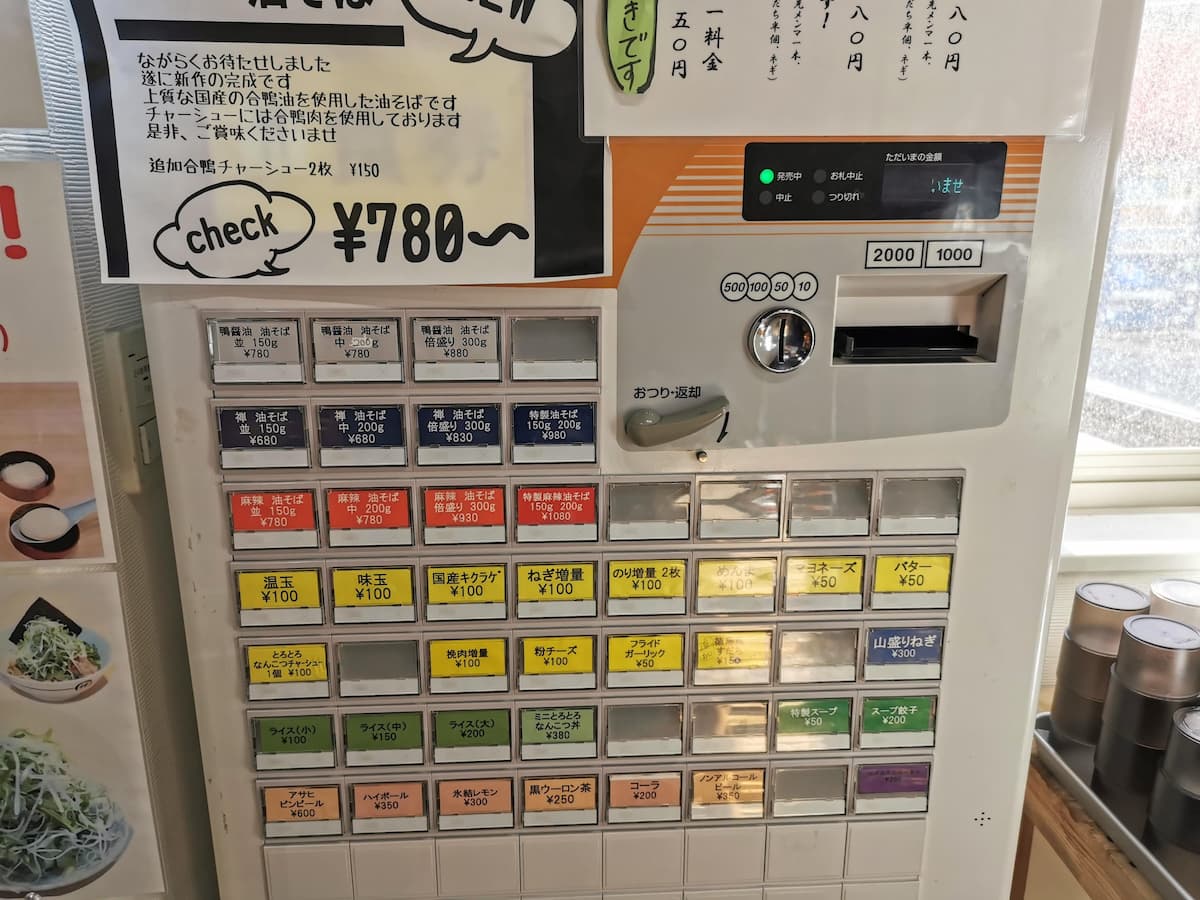 油そば
ながらくお待たせしました
遂に新作の完成です
上質な国産の合鴨油を使用した油そばです
チャーシューには合鴨肉を使用しております
是非、ご賞味くださいませ
追加合鴨チャーシュー2枚 ¥150
check
¥780〜
きです
一料金
五〇円
八〇円
八〇円
!
ただいまの金額
発売中
お札中止
中止
つり切れ
いませ
2000
1000
500
100
50
10
おつり・返却
鴨醤油 油そば
並 150g
¥780
鴨醤油 油そば
中 200g
¥780
鴨醤油 油そば
倍盛り 300g
¥880
禅 油そば
並 150g
¥680
禅 油そば
中 200g
¥680
禅 油そば
倍盛り 300g
¥830
特製油そば
150g 200g
¥980
麻辣 油そば
並 150g
¥780
麻辣 油そば
中 200g
¥780
麻辣 油そば
倍盛り 300g
¥930
特製麻辣油そば
150g 200g
¥1080
温玉
¥100
味玉
¥100
国産キクラゲ
¥100
ねぎ増量
¥100
のり増量 2枚
¥100
めんま
¥100
マヨネーズ
¥50
バター
¥50
とろとろ
なんこつチャーシュー
1個 ¥100
挽肉増量
¥100
粉チーズ
¥100
フライド
ガーリック
¥50
¥150
山盛りねぎ
¥300
ライス(小)
¥100
ライス(中)
¥150
ライス(大)
¥200
ミニとろとろ
なんこつ丼
¥380
特製スープ
¥50
スープ餃子
¥200
アサヒ
ビンビール
¥600
ハイボール
¥350
氷結レモン
¥300
黒ウーロン茶
¥250
コーラ
¥200
ノンアルコール
ビール
¥350